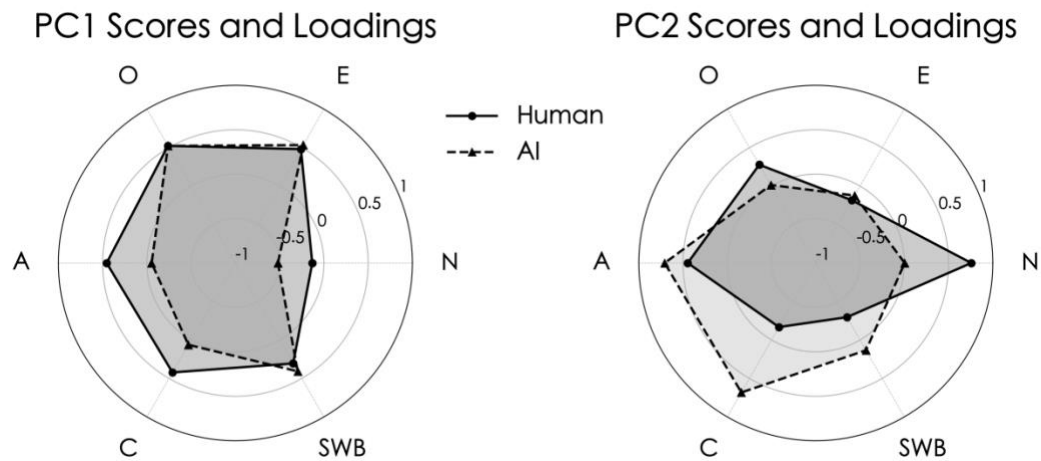 PC1 Scores and Loadings
O
E
1
0.5
0
-0.5
-1
A
N
C
SWB
Human
AI
PC2 Scores and Loadings
O
E
1
0.5
0
-0.5
-1
A
N
C
SWB